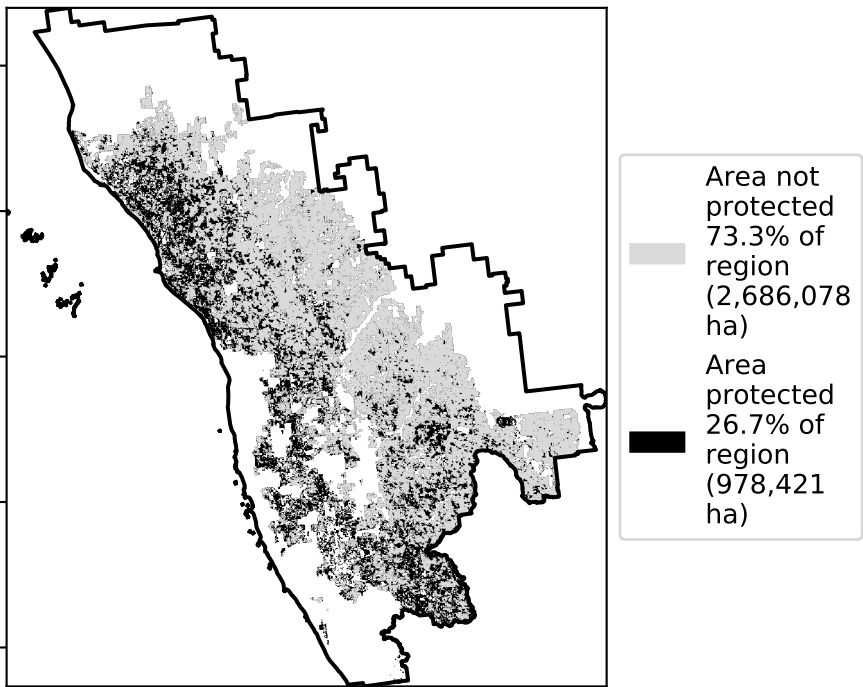 Area not
protected
73.3% of
region
(2,686,078
ha)
Area
protected
26.7% of
region
(978,421
ha)